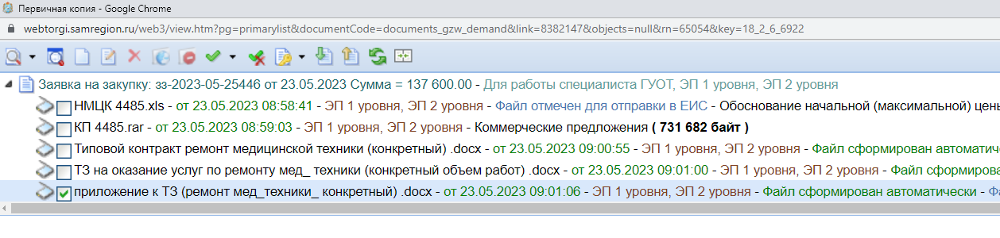 Первичная копия - Google Chrome
webtorgi.samregion.ru/web3/view.htm?pg=primarylist&documentCode=documents_gzw_demand&link=8382147&objects=null&rn=65054&key=18_2_6_6922
Заявка на закупку: зз-2023-05-25446 от 23.05.2023 Сумма = 137 600.00 - Для работы специалиста ГУОТ, ЭП 1 уровня, ЭП 2 уровня
НМЦК 4485.xls - от 23.05.2023 08:58:41 - ЭП 1 уровня, ЭП 2 уровня - Файл отмечен для отправки в ЕИС - Обоснование начальной (максимальной) цены
КП 4485.rar - от 23.05.2023 08:59:03 - ЭП 1 уровня, ЭП 2 уровня - Коммерческие предложения ( 731 682 байт )
Типовой контракт ремонт медицинской техники (конкретный) .docx - от 23.05.2023 09:00:55 - ЭП 1 уровня, ЭП 2 уровня - Файл сформирован автоматич
ТЗ на оказание услуг по ремонту мед_ техники (конкретный объем работ) .docx - от 23.05.2023 09:01:00 - ЭП 1 уровня, ЭП 2 уровня - Файл сформирова
приложение к ТЗ (ремонт мед_техники_ конкретный) .docx - от 23.05.2023 09:01:06 - ЭП 1 уровня, ЭП 2 уровня - Файл сформирован автоматически - Фа